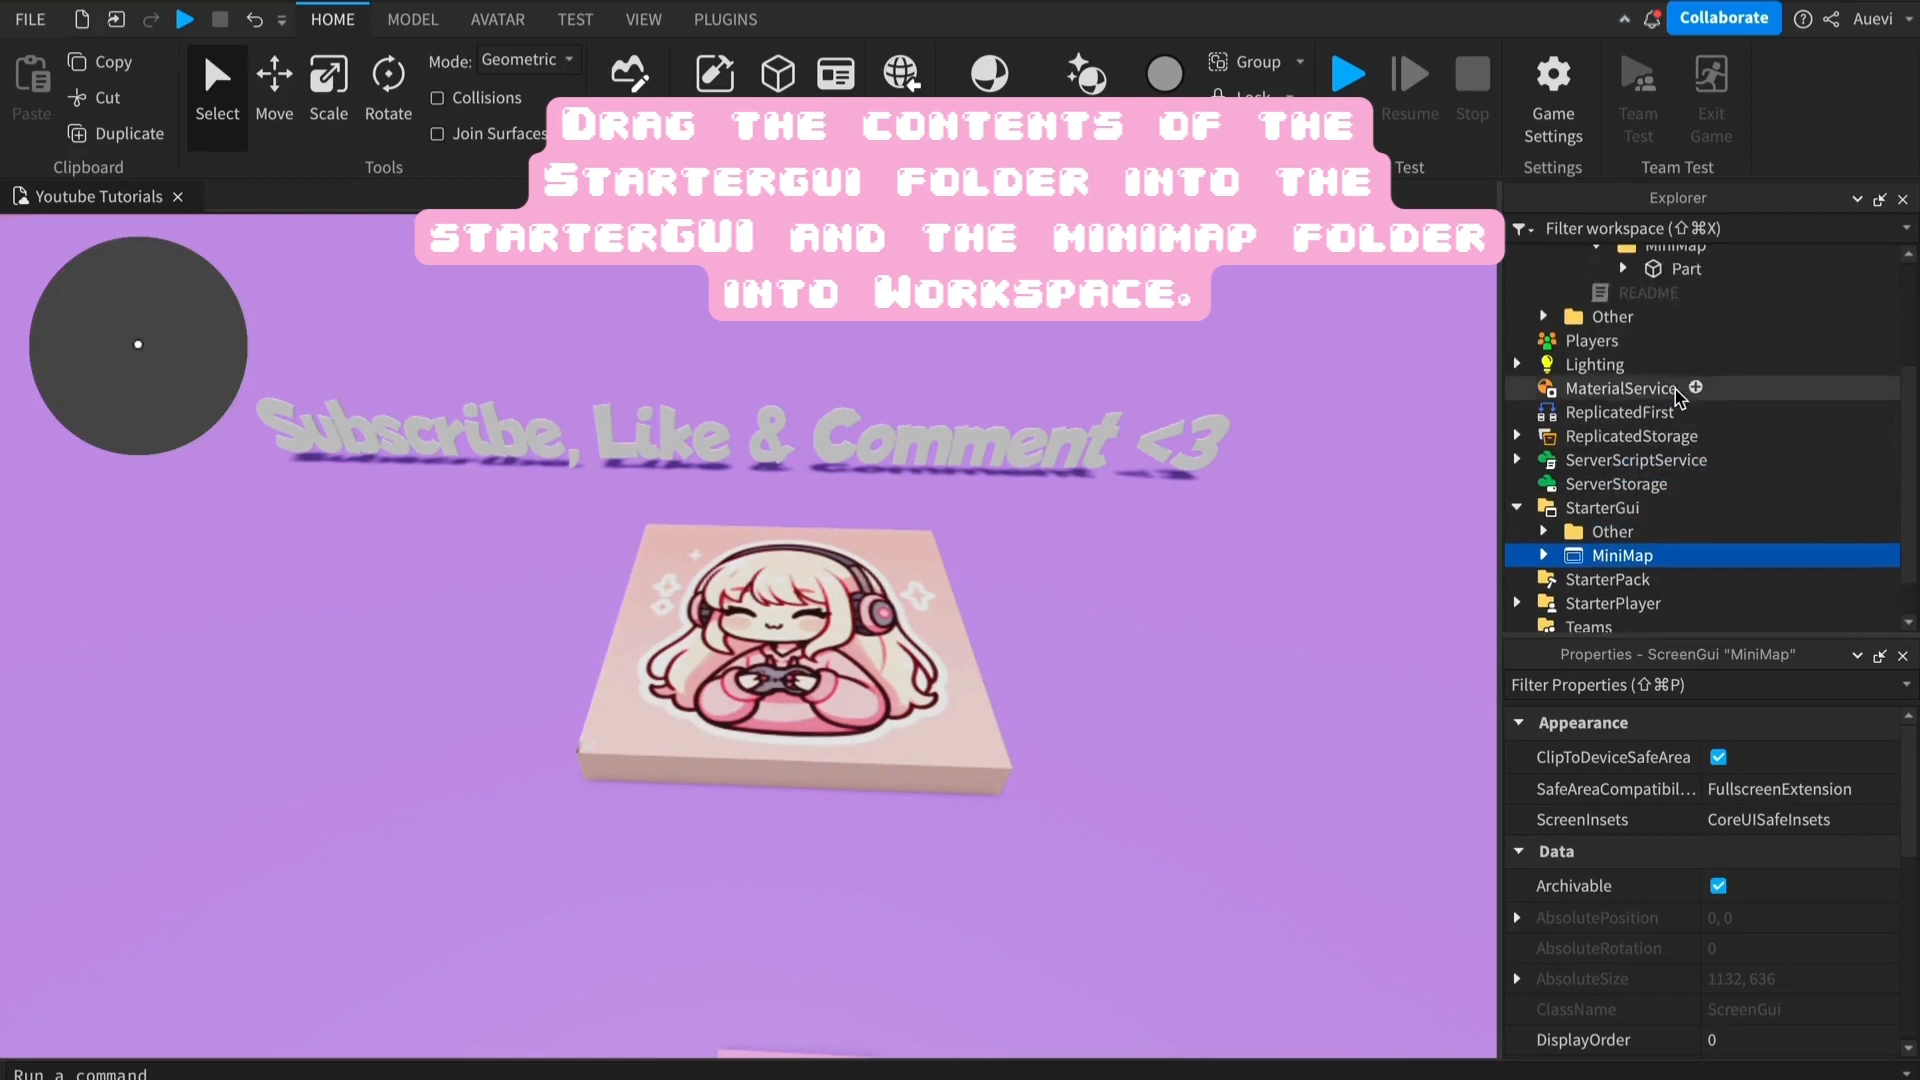 FILE
HOME
MODEL
AVATAR
TEST
VIEW
PLUGINS
Collaborate
Auevi
Paste
Copy
Cut
Duplicate
Clipboard
Select
Move
Scale
Rotate
Mode: Geometric
Collisions
Join Surfaces
Tools
Group
Lock
Resume
Stop
Test
Game
Settings
Settings
Team
Test
Exit
Game
Team Test
Drag the contents of the
Startergui folder into the
starterGUI and the minimap folder
into Workspace.
Youtube Tutorials
Subscribe, Like & Comment <3
Explorer
Filter workspace (⇧⌘X)
MiniMap
Part
README
Other
Players
Lighting
MaterialService
ReplicatedFirst
ReplicatedStorage
ServerScriptService
ServerStorage
StarterGui
Other
MiniMap
StarterPack
StarterPlayer
Teams
Properties - ScreenGui "MiniMap"
Filter Properties (⇧⌘P)
Appearance
ClipToDeviceSafeArea
SafeAreaCompatibil... FullscreenExtension
ScreenInsets CoreUISafeInsets
Data
Archivable
AbsolutePosition 0, 0
AbsoluteRotation 0
AbsoluteSize 1132, 636
ClassName ScreenGui
DisplayOrder 0
Run a command